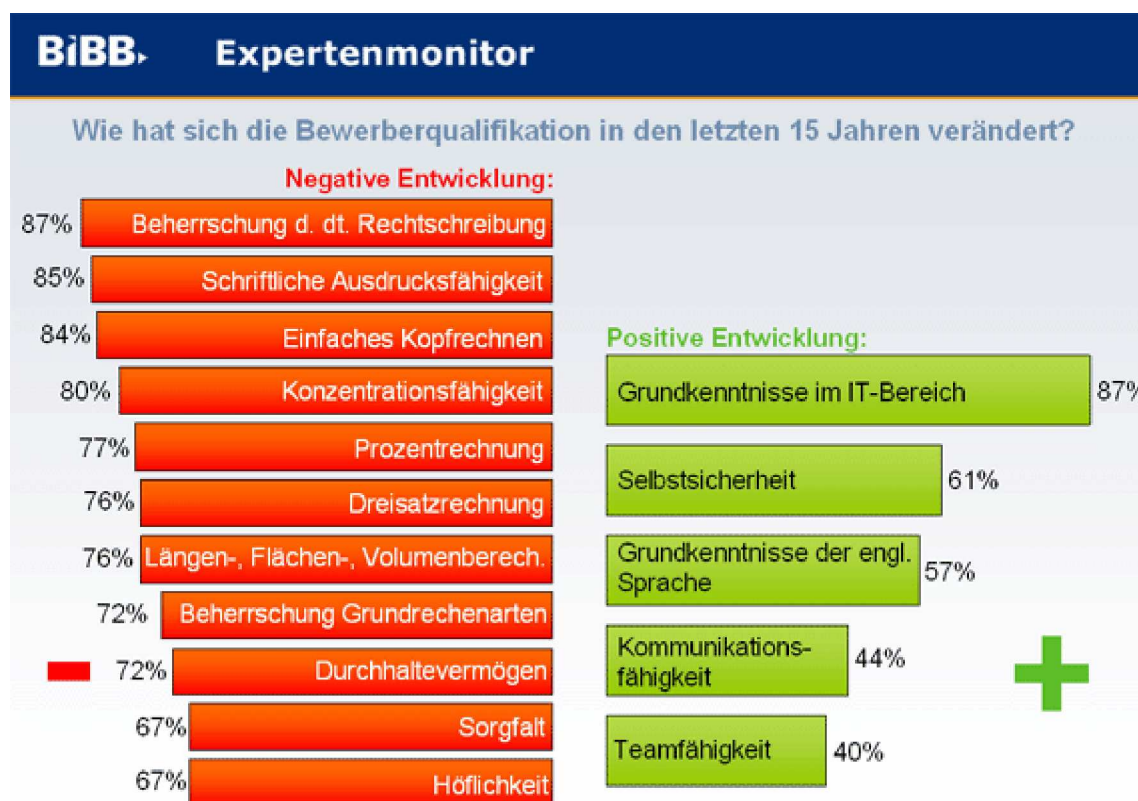 BiBB Expertenmonitor
Wie hat sich die Bewerberqualifikation in den letzten 15 Jahren verändert?
Negative Entwicklung:
87% Beherrschung d. dt. Rechtschreibung
85% Schriftliche Ausdrucksfähigkeit
84% Einfaches Kopfrechnen
80% Konzentrationsfähigkeit
77% Prozentrechnung
76% Dreisatzrechnung
76% Längen-, Flächen-, Volumenberech.
72% Beherrschung Grundrechenarten
72% Durchhaltevermögen
67% Sorgfalt
67% Höflichkeit
Positive Entwicklung:
Grundkenntnisse im IT-Bereich 87%
Selbstsicherheit 61%
Grundkenntnisse der engl.
Sprache 57%
Kommunikations-
fähigkeit 44%
Teamfähigkeit 40%